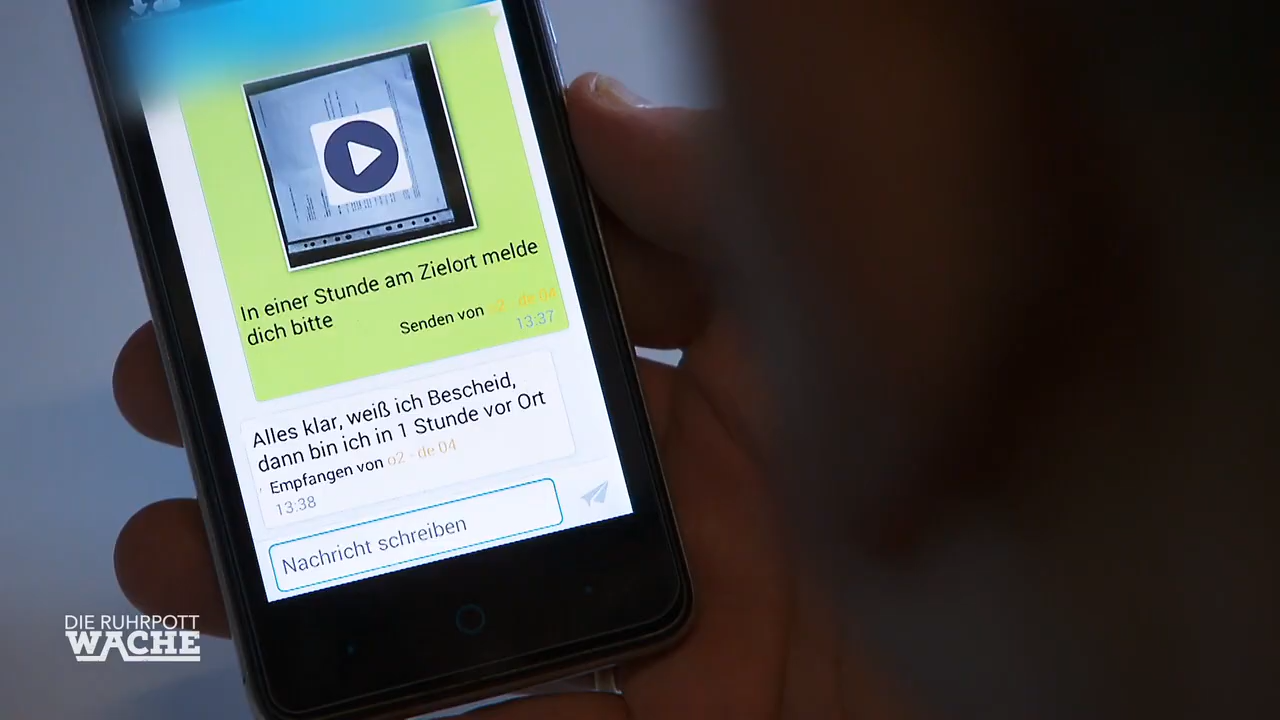 In einer Stunde am Zielort melde
dich bitte
Senden von o2 - de 04
13:37
Alles klar, weiß ich Bescheid,
dann bin ich in 1 Stunde vor Ort
Empfangen von o2 - de 04
13:38
Nachricht schreiben
DIE RUHRPOTT
WACHE